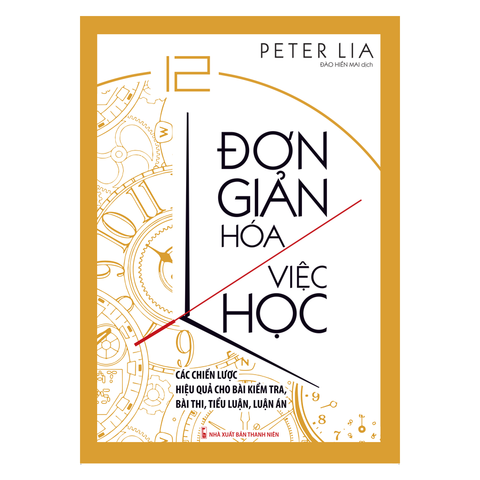 PETER LIA
ĐÀO HIỀN MAI dịch
12
ĐƠN
GIẢN
HÓA
VIỆC
HỌC
CÁC CHIẾN LƯỢC
HIỆU QUẢ CHO BÀI KIỂM TRA,
BÀI THI, TIỂU LUẬN, LUẬN ÁN
NHÀ XUẤT BẢN THANH NIÊN